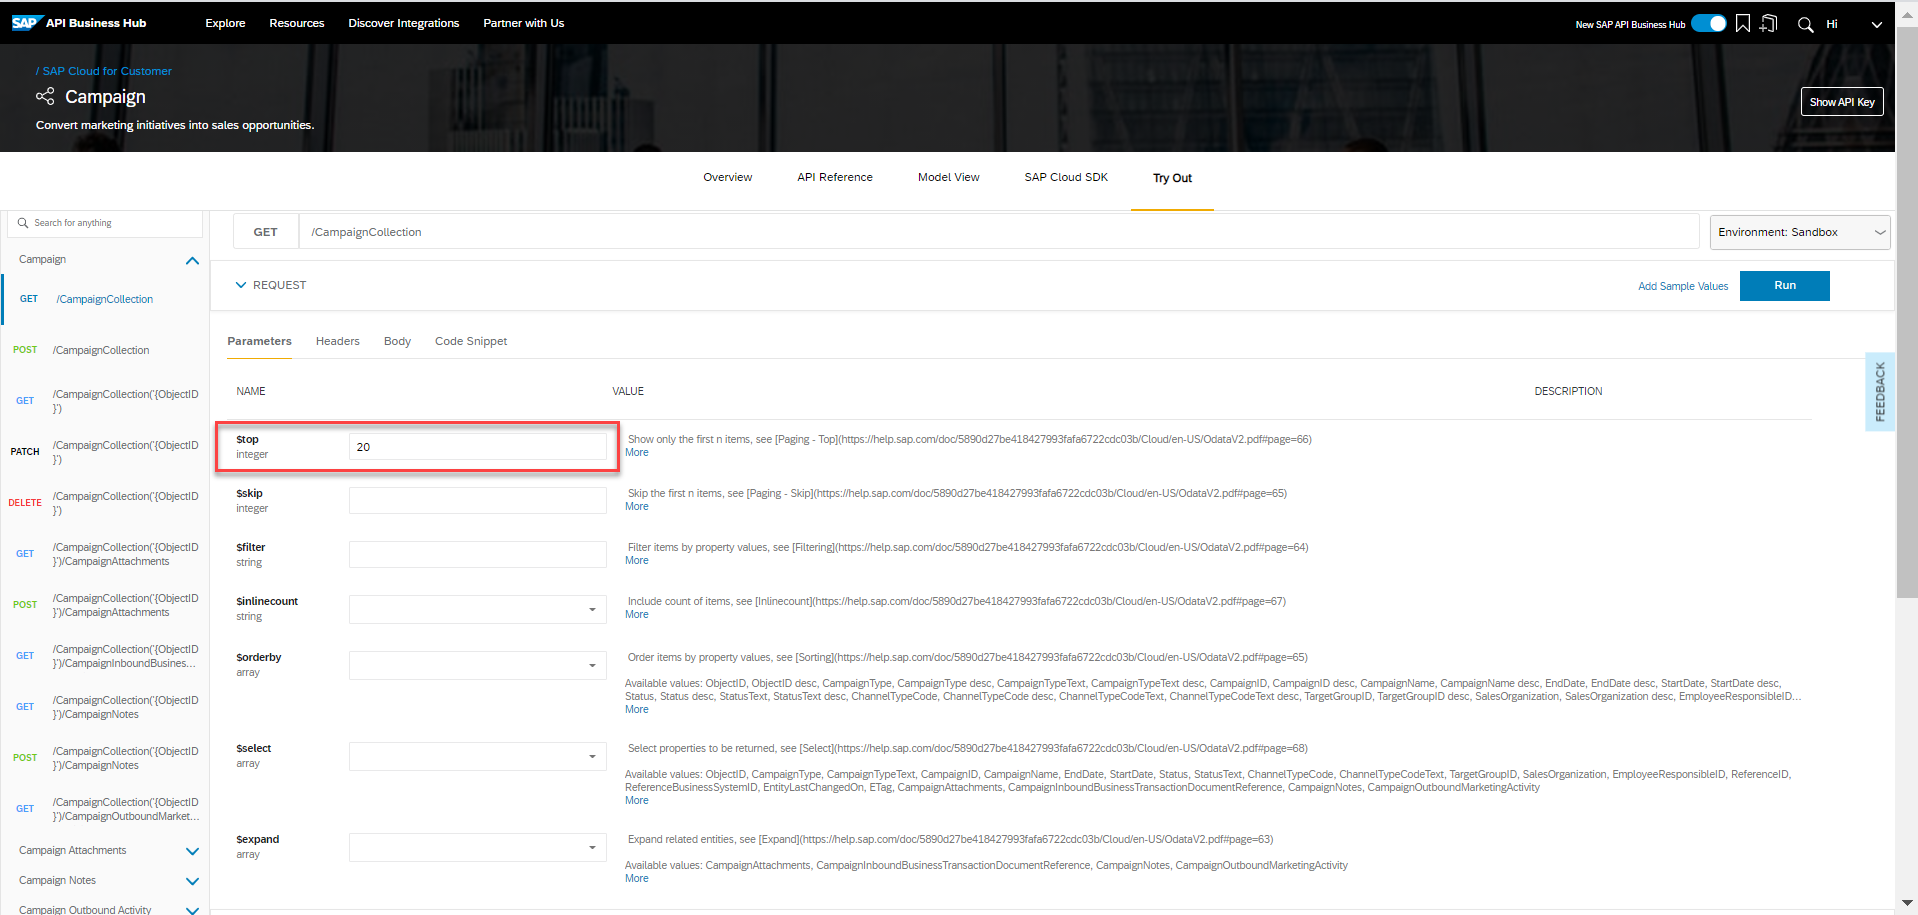 SAP API Business Hub Explore Resources Discover Integrations Partner with Us New SAP API Business Hub Hi
/ SAP Cloud for Customer
Campaign
Show API Key
Convert marketing initiatives into sales opportunities.
Overview API Reference Model View SAP Cloud SDK Try Out
Search for anything
GET /CampaignCollection Environment: Sandbox
Campaign
GET /CampaignCollection
POST /CampaignCollection
GET /CampaignCollection('{ObjectID
}')
PATCH /CampaignCollection('{ObjectID
}')
DELETE /CampaignCollection('{ObjectID
}')
GET /CampaignCollection('{ObjectID
}')/CampaignAttachments
POST /CampaignCollection('{ObjectID
}')/CampaignAttachments
GET /CampaignCollection('{ObjectID
}')/CampaignInboundBusines...
GET /CampaignCollection('{ObjectID
}')/CampaignNotes
POST /CampaignCollection('{ObjectID
}')/CampaignNotes
GET /CampaignCollection('{ObjectID
}')/CampaignOutboundMarket...
Campaign Attachments
Campaign Notes
Campaign Outbound Activity
REQUEST Add Sample Values Run
Parameters Headers Body Code Snippet
NAME VALUE DESCRIPTION
$top
integer
20
Show only the first n items, see [Paging - Top](https://help.sap.com/doc/5890d27be418427993fafa6722cdc03b/Cloud/en-US/OdataV2.pdf#page=66)
More
$skip
integer
Skip the first n items, see [Paging - Skip](https://help.sap.com/doc/5890d27be418427993fafa6722cdc03b/Cloud/en-US/OdataV2.pdf#page=65)
More
$filter
string
Filter items by property values, see [Filtering](https://help.sap.com/doc/5890d27be418427993fafa6722cdc03b/Cloud/en-US/OdataV2.pdf#page=64)
More
$inlinecount
string
Include count of items, see [Inlinecount](https://help.sap.com/doc/5890d27be418427993fafa6722cdc03b/Cloud/en-US/OdataV2.pdf#page=67)
More
$orderby
array
Order items by property values, see [Sorting](https://help.sap.com/doc/5890d27be418427993fafa6722cdc03b/Cloud/en-US/OdataV2.pdf#page=65)
Available values: ObjectID, ObjectID desc, CampaignType, CampaignType desc, CampaignTypeText, CampaignTypeText desc, CampaignID, CampaignID desc, CampaignName, CampaignName desc, EndDate, EndDate desc, StartDate, StartDate desc,
Status, Status desc, StatusText, StatusText desc, ChannelTypeCode, ChannelTypeCode desc, ChannelTypeCodeText, ChannelTypeCodeText desc, TargetGroupID, TargetGroupID desc, SalesOrganization, SalesOrganization desc, EmployeeResponsibleID...
More
$select
array
Select properties to be returned, see [Select](https://help.sap.com/doc/5890d27be418427993fafa6722cdc03b/Cloud/en-US/OdataV2.pdf#page=68)
Available values: ObjectID, CampaignType, CampaignTypeText, CampaignID, CampaignName, EndDate, StartDate, Status, StatusText, ChannelTypeCode, ChannelTypeCodeText, TargetGroupID, SalesOrganization, EmployeeResponsibleID, ReferenceID,
ReferenceBusinessSystemID, EntityLastChangedOn, ETag, CampaignAttachments, CampaignInboundBusinessTransactionDocumentReference, CampaignNotes, CampaignOutboundMarketingActivity
More
$expand
array
Expand related entities, see [Expand](https://help.sap.com/doc/5890d27be418427993fafa6722cdc03b/Cloud/en-US/OdataV2.pdf#page=63)
Available values: CampaignAttachments, CampaignInboundBusinessTransactionDocumentReference, CampaignNotes, CampaignOutboundMarketingActivity
More
FEEDBACK